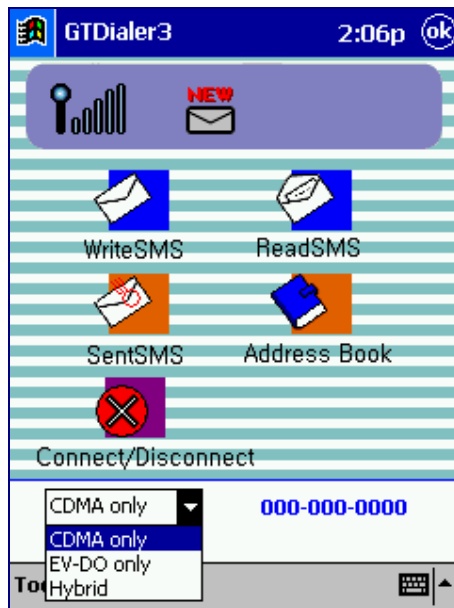 GTDialer3 2:06p ok
NEW
WriteSMS ReadSMS
SentSMS Address Book
Connect/Disconnect
CDMA only 000-000-0000
CDMA only
EV-DO only
Hybrid